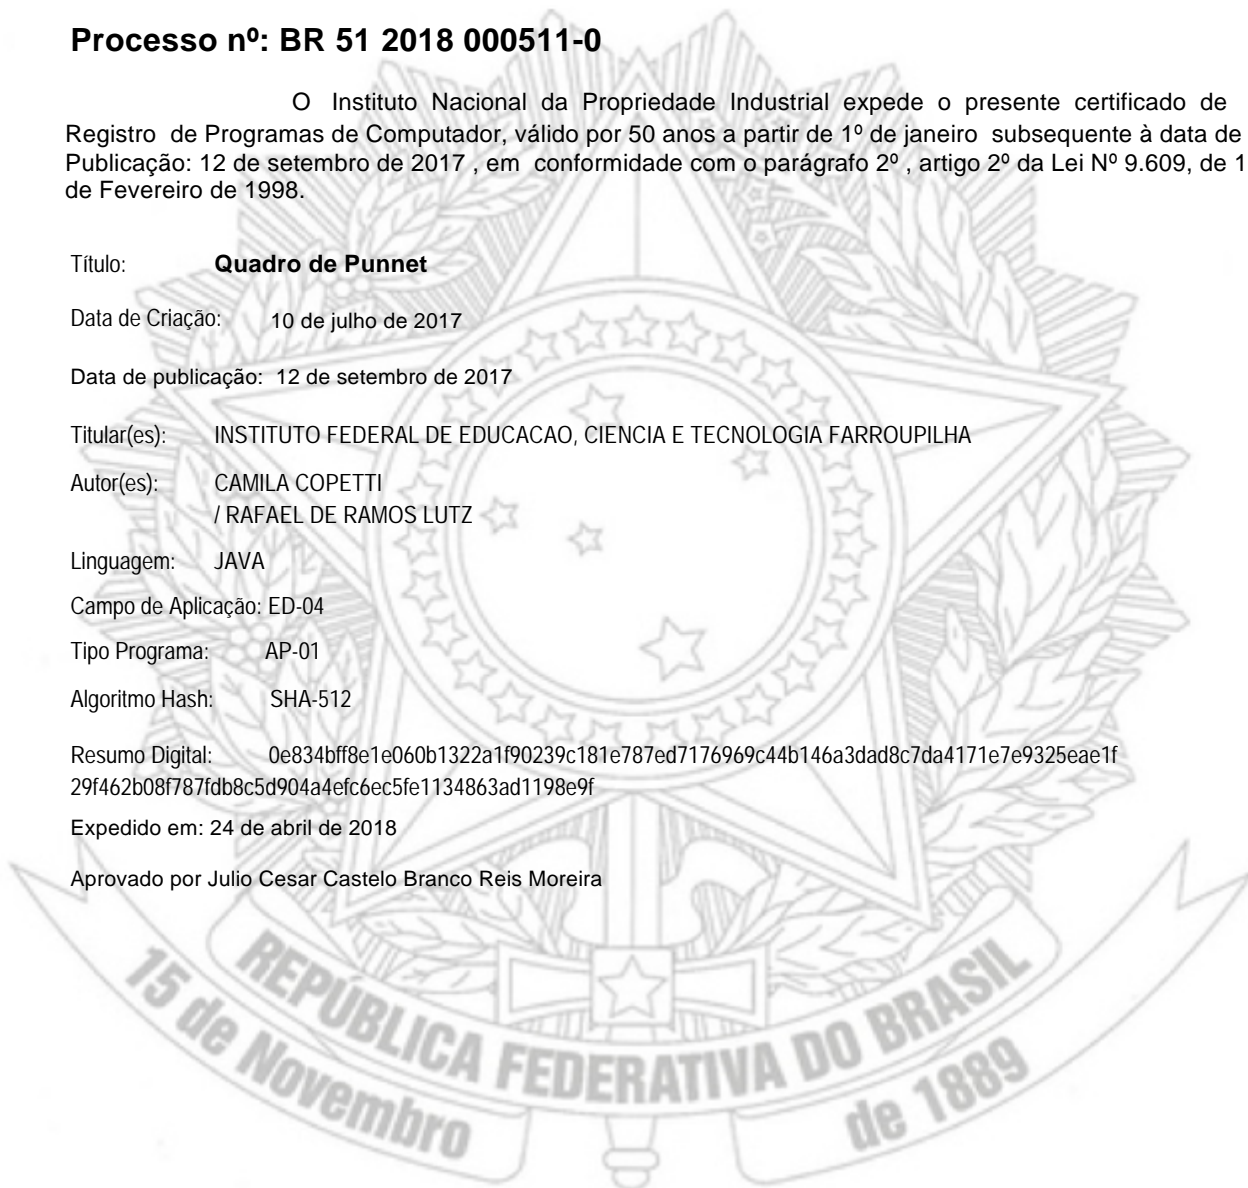 Processo nº: BR 51 2018 000511-0
O Instituto Nacional da Propriedade Industrial expede o presente certificado de
Registro de Programas de Computador, válido por 50 anos a partir de 1º de janeiro subsequente à data de
Publicação: 12 de setembro de 2017 , em conformidade com o parágrafo 2º , artigo 2º da Lei Nº 9.609, de 1
de Fevereiro de 1998.
Título: Quadro de Punnet
Data de Criação: 10 de julho de 2017
Data de publicação: 12 de setembro de 2017
Titular(es): INSTITUTO FEDERAL DE EDUCACAO, CIENCIA E TECNOLOGIA FARROUPILHA
Autor(es): CAMILA COPETTI
/ RAFAEL DE RAMOS LUTZ
Linguagem: JAVA
Campo de Aplicação: ED-04
Tipo Programa: AP-01
Algoritmo Hash: SHA-512
Resumo Digital: 0e834bff8e1e060b1322a1f90239c181e787ed7176969c44b146a3dad8c7da4171e7e9325eae1f
29f462b08f787fdb8c5d904a4efc6ec5fe1134863ad1198e9f
Expedido em: 24 de abril de 2018
Aprovado por Julio Cesar Castelo Branco Reis Moreira
REPÚBLICA FEDERATIVA DO BRASIL
15 de Novembro de 1889